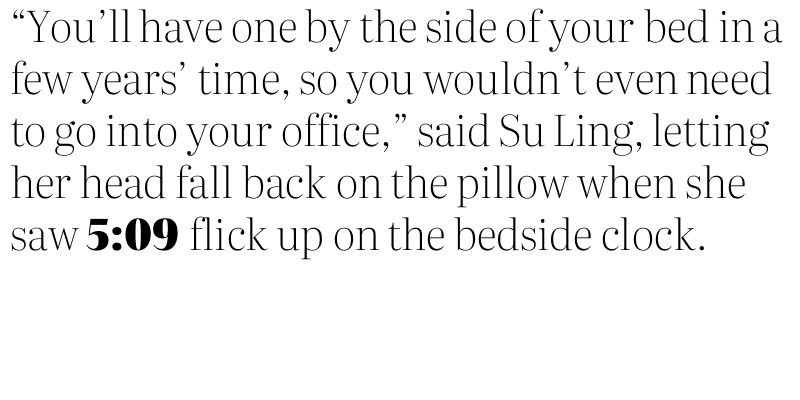 “You’ll have one by the side of your bed in a
few years’ time, so you wouldn’t even need
to go into your office,” said Su Ling, letting
her head fall back on the pillow when she
saw 5:09 flick up on the bedside clock.